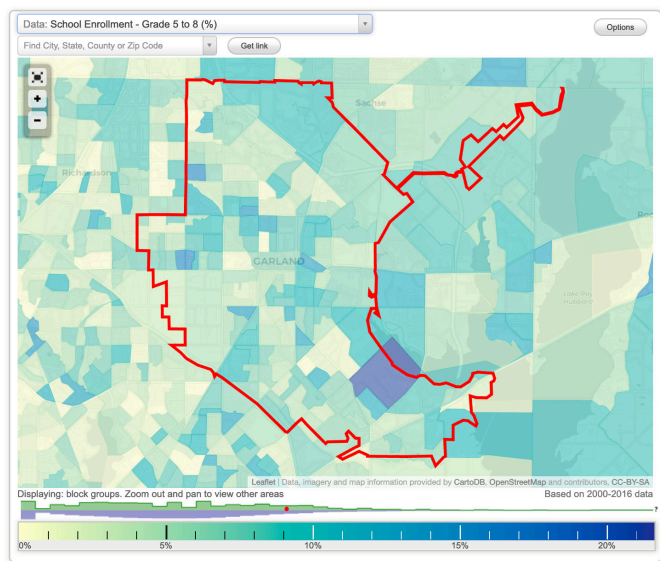 Data: School Enrollment - Grade 5 to 8 (%)
Options
Find City, State, County or Zip Code
Get link
+
−
Sachse
Richardson
GARLAND
Lake Ray
Hubbard
Leaflet | Data, imagery and map information provided by CartoDB, OpenStreetMap and contributors, CC-BY-SA
Displaying: block groups. Zoom out and pan to view other areas
Based on 2000-2016 data
?
0%
5%
10%
15%
20%